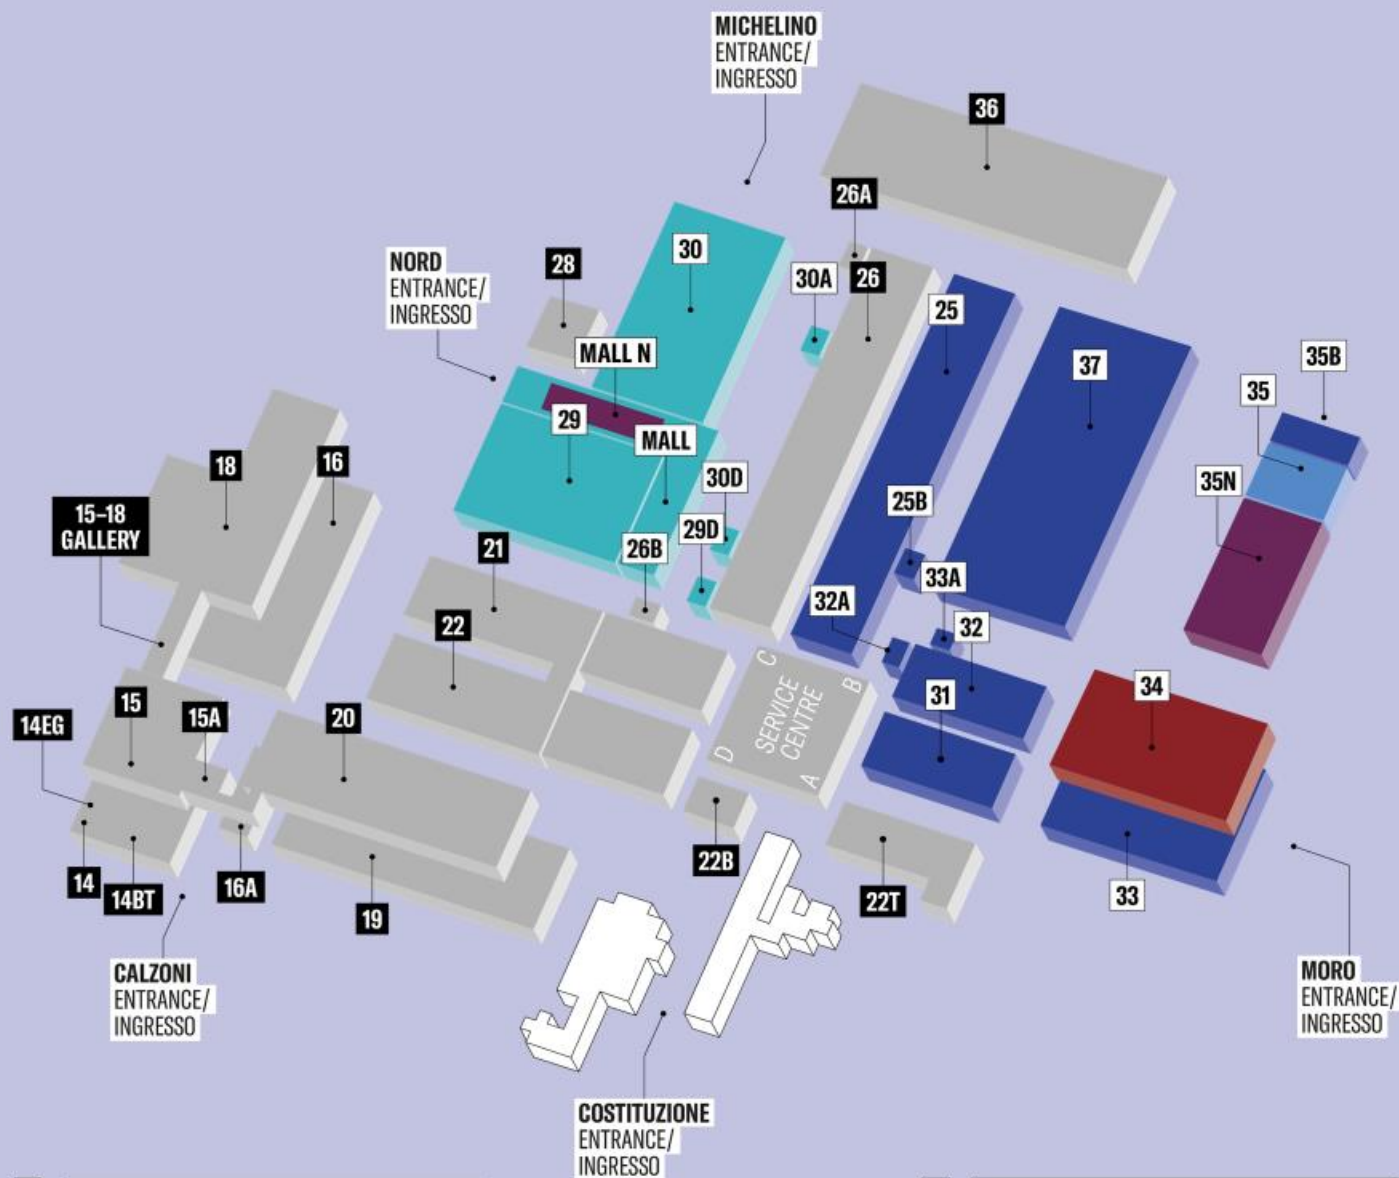 MICHELINO
ENTRANCE/
INGRESSO
36
26A
30
NORD
ENTRANCE/
INGRESSO
28
30A
26
25
MALL N
35B
37
35
29
MALL
18
16
30D
35N
15–18
GALLERY
25B
29D
21
26B
33A
32A
22
32
C
B
SERVICE
CENTRE
D
A
31
34
14EG
15
15A
20
14
14BT
16A
19
22B
22T
33
CALZONI
ENTRANCE/
INGRESSO
MORO
ENTRANCE/
INGRESSO
COSTITUZIONE
ENTRANCE/
INGRESSO